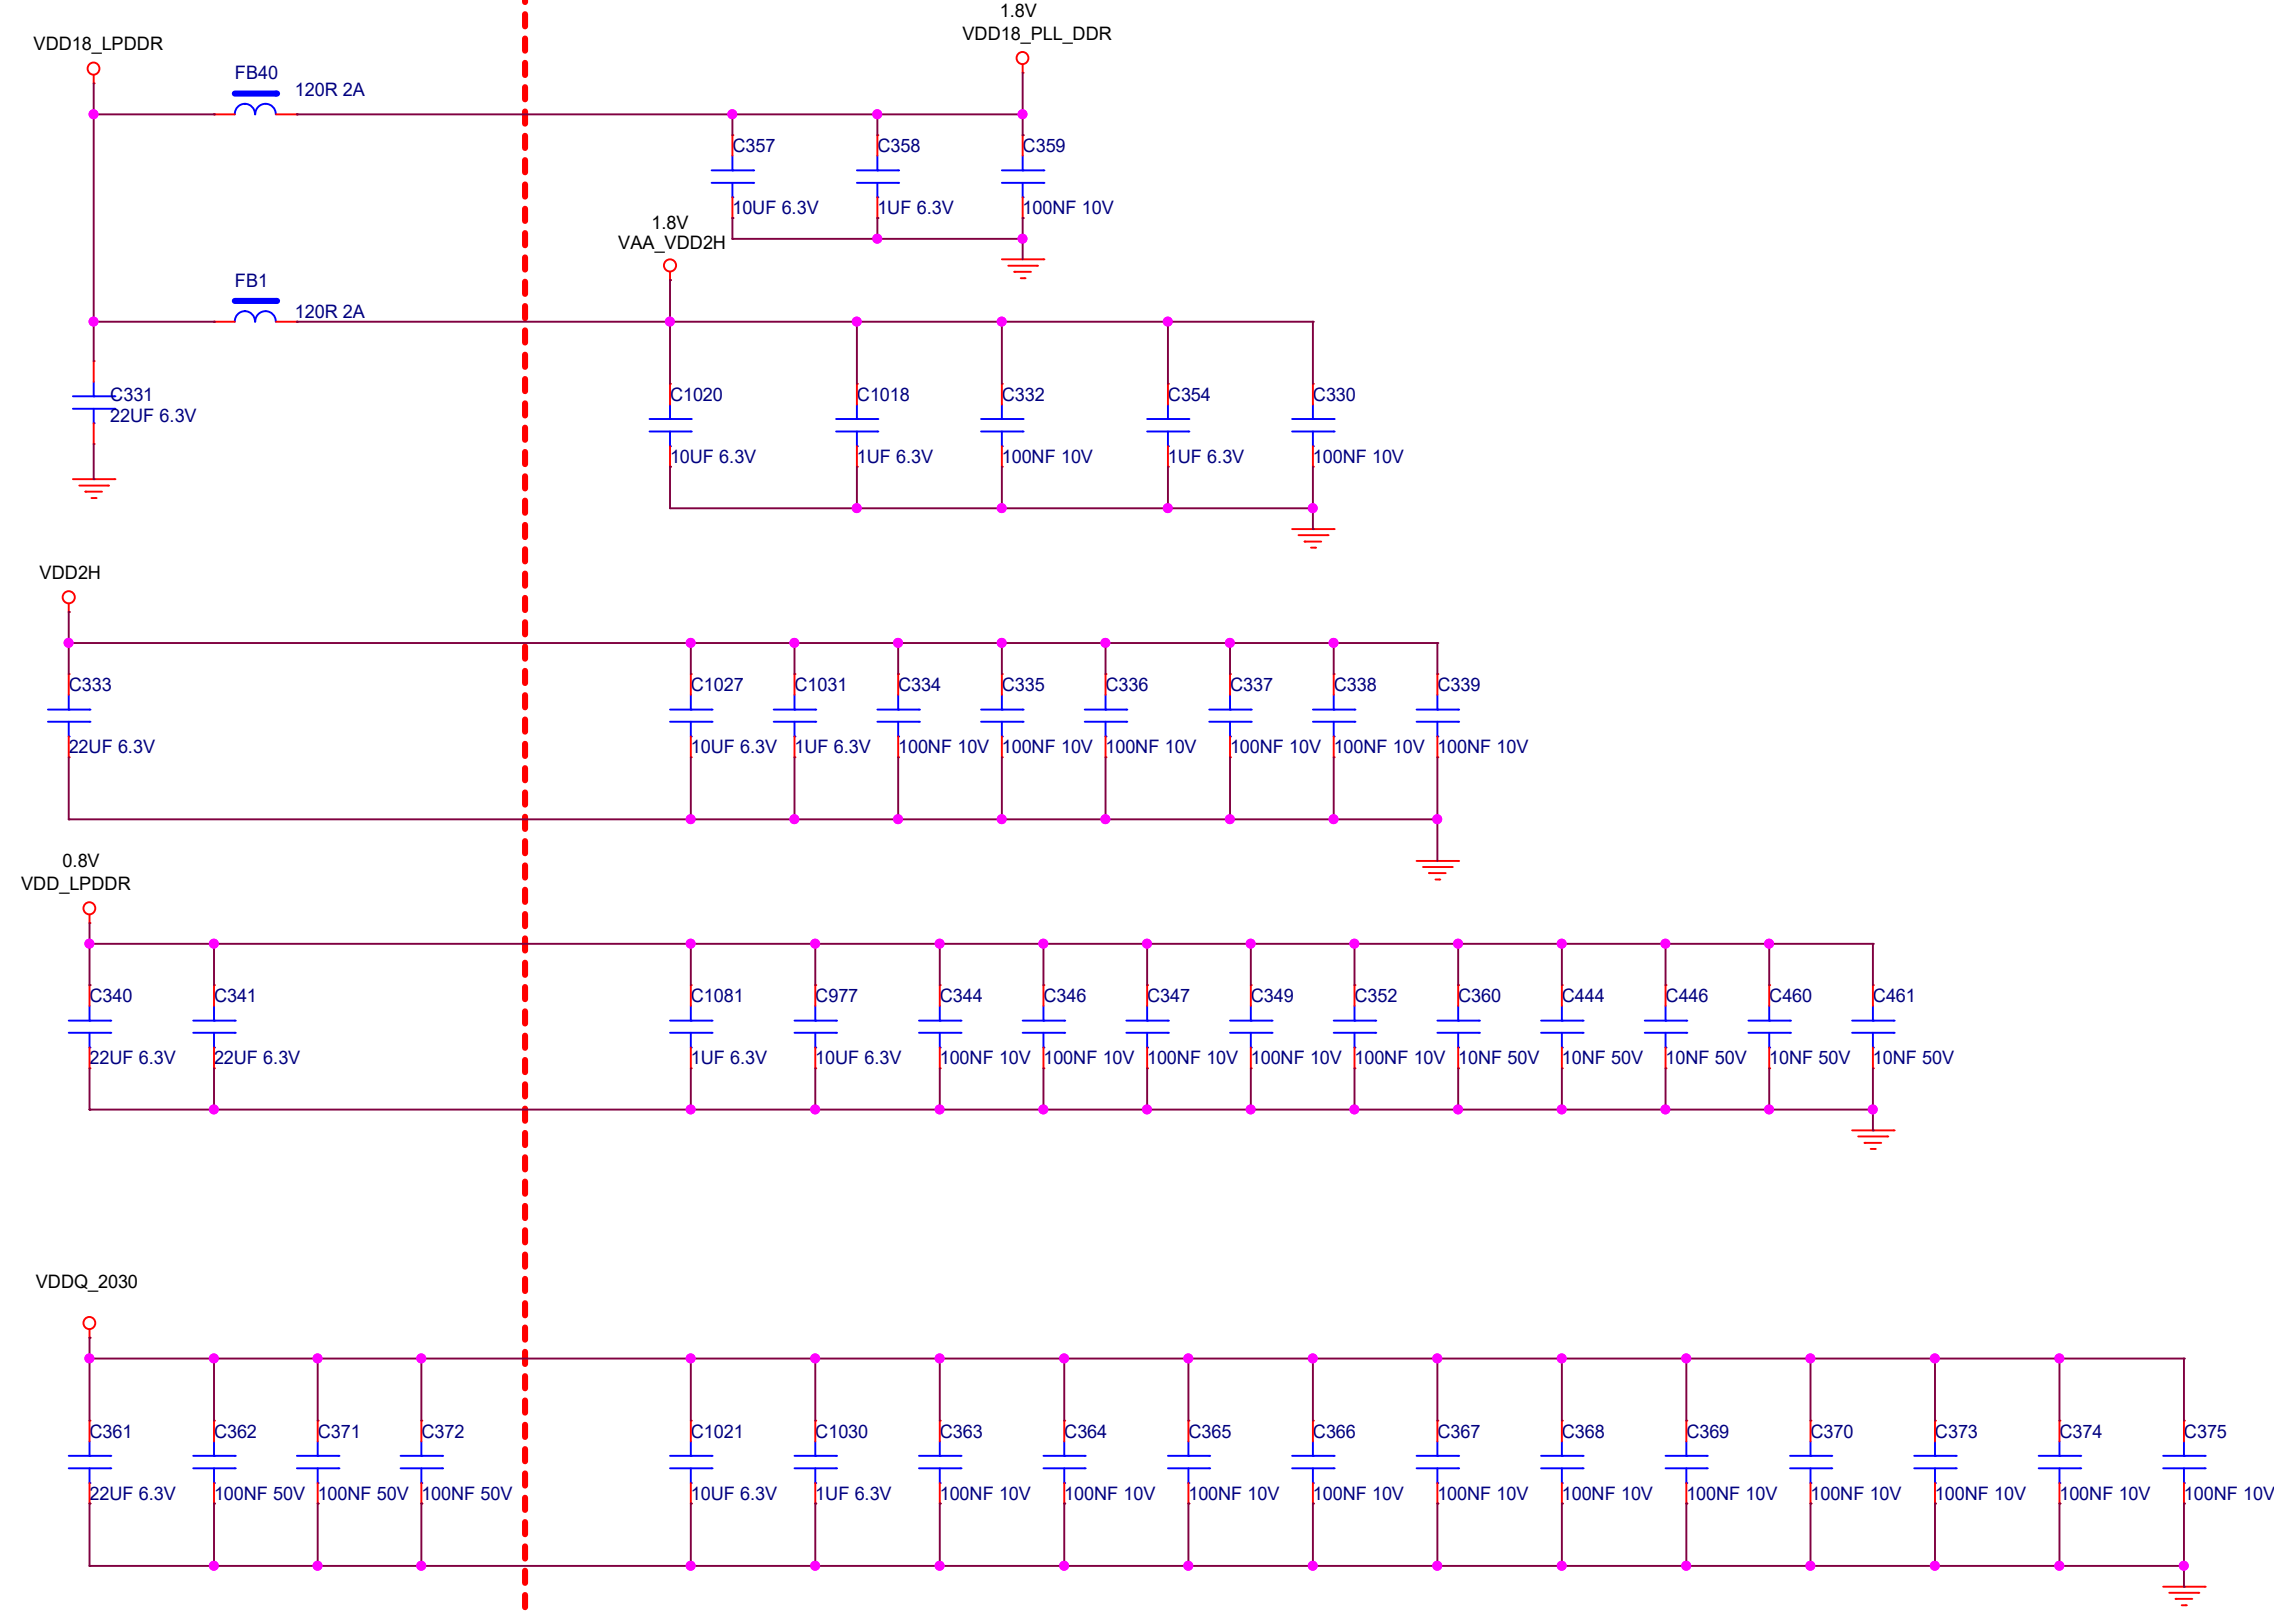 1.8V
VDD18_LPDDR
VDD18_PLL_DDR
FB40
120R 2A
C357
C358
C359
10UF 6.3V
1UF 6.3V
100NF 10V
1.8V
VAA_VDD2H
FB1
120R 2A
C331
22UF 6.3V
C1020
C1018
C332
C354
C330
10UF 6.3V
1UF 6.3V
100NF 10V
1UF 6.3V
100NF 10V
VDD2H
C333
C1027
C1031
C334
C335
C336
C337
C338
C339
22UF 6.3V
10UF 6.3V
1UF 6.3V
100NF 10V
100NF 10V
100NF 10V
100NF 10V
100NF 10V
100NF 10V
0.8V
VDD_LPDDR
C340
C341
C1081
C977
C344
C346
C347
C349
C352
C360
C444
C446
C460
C461
22UF 6.3V
22UF 6.3V
1UF 6.3V
10UF 6.3V
100NF 10V
100NF 10V
100NF 10V
100NF 10V
100NF 10V
10NF 50V
10NF 50V
10NF 50V
10NF 50V
10NF 50V
VDDQ_2030
C361
C362
C371
C372
C1021
C1030
C363
C364
C365
C366
C367
C368
C369
C370
C373
C374
C375
22UF 6.3V
100NF 50V
100NF 50V
100NF 50V
10UF 6.3V
1UF 6.3V
100NF 10V
100NF 10V
100NF 10V
100NF 10V
100NF 10V
100NF 10V
100NF 10V
100NF 10V
100NF 10V
100NF 10V
100NF 10V